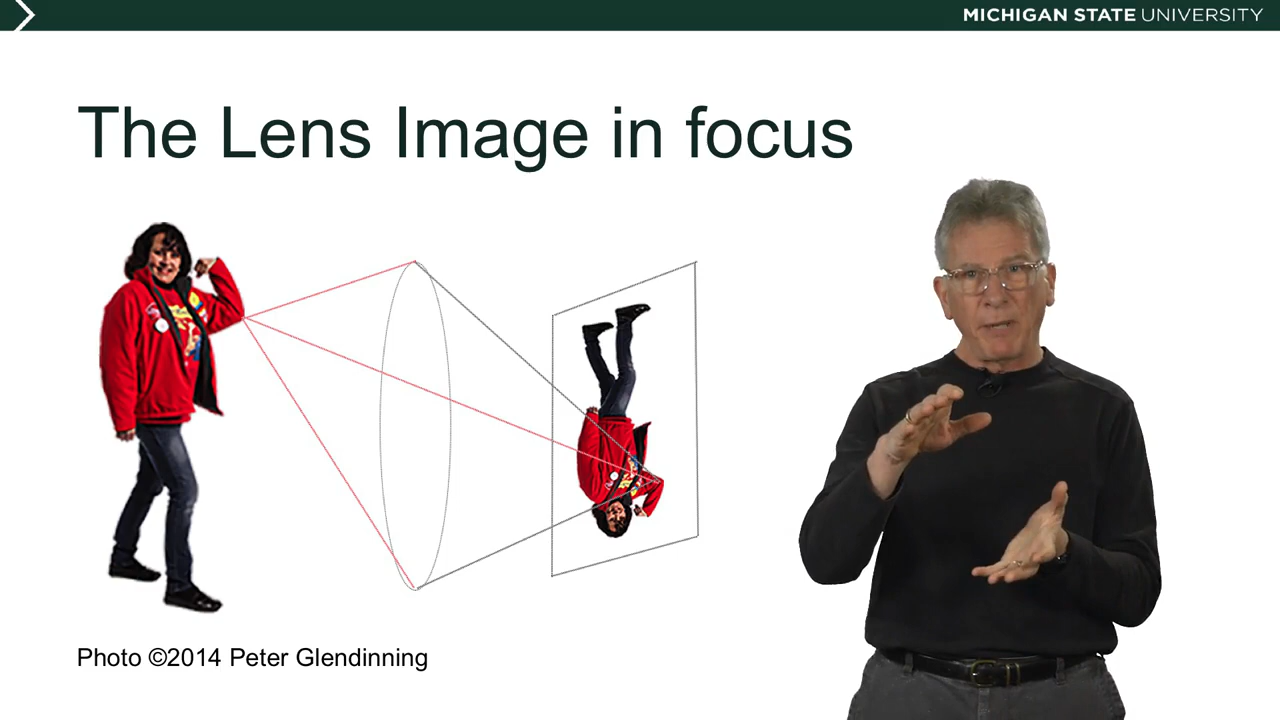 MICHIGAN STATE UNIVERSITY
The Lens Image in focus
Photo ©2014 Peter Glendinning